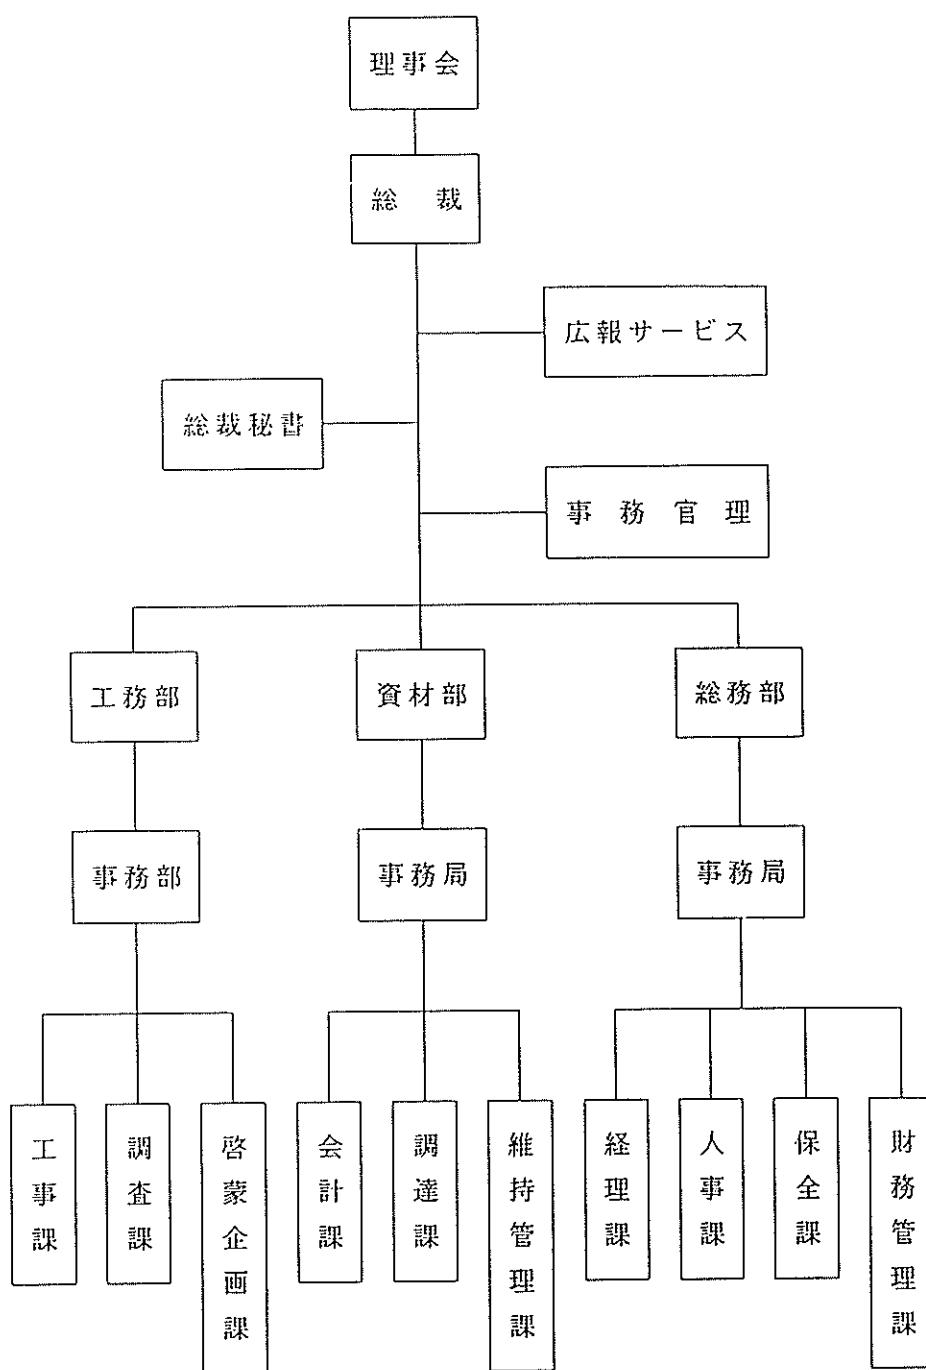 理事会
総裁
広報サービス
総裁秘書
事務官理
工務部
資材部
総務部
事務部
事務局
事務局
工事課
調査課
啓蒙企画課
会計課
調達課
維持管理課
経理課
人事課
保全課
財務管理課